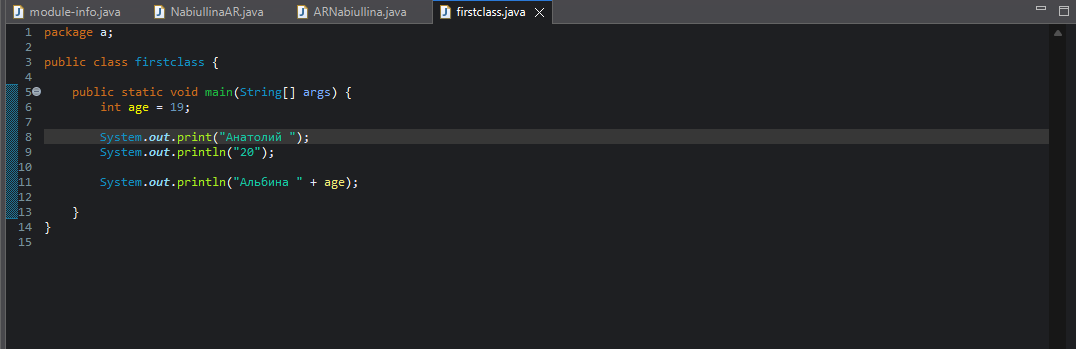 module-info.java NabiullinaAR.java ARNabiullina.java firstclass.java
1 package a;
2
3 public class firstclass {
4
5 public static void main(String[] args) {
6 int age = 19;
7
8 System.out.print("Анатолий ");
9 System.out.println("20");
10
11 System.out.println("Альбина " + age);
12
13 }
14 }
15